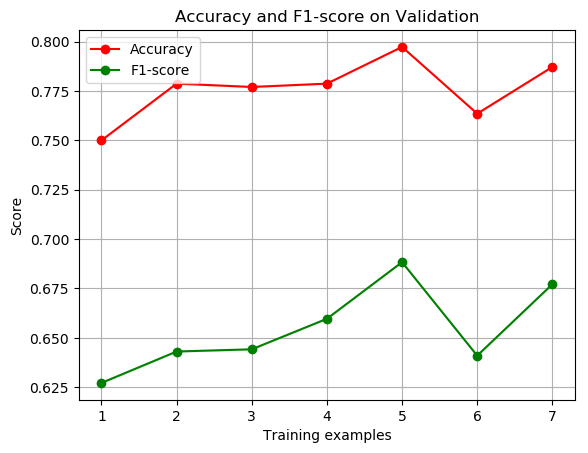 Accuracy and F1-score on Validation
Accuracy
F1-score
0.800
0.775
0.750
0.725
0.700
0.675
0.650
0.625
Score
1 2 3 4 5 6 7
Training examples